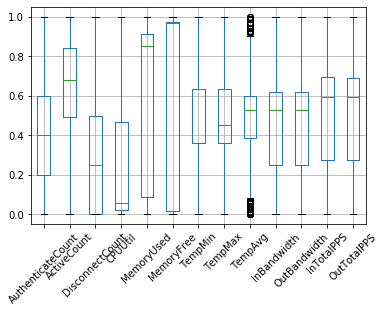 1.0
0.8
0.6
0.4
0.2
0.0
AuthenticateCount
ActiveCount
DisconnectCount
CPUUtil
MemoryUsed
MemoryFree
TempMin
TempMax
TempAvg
InBandwidth
OutBandwidth
InTotalPPS
OutTotalPPS